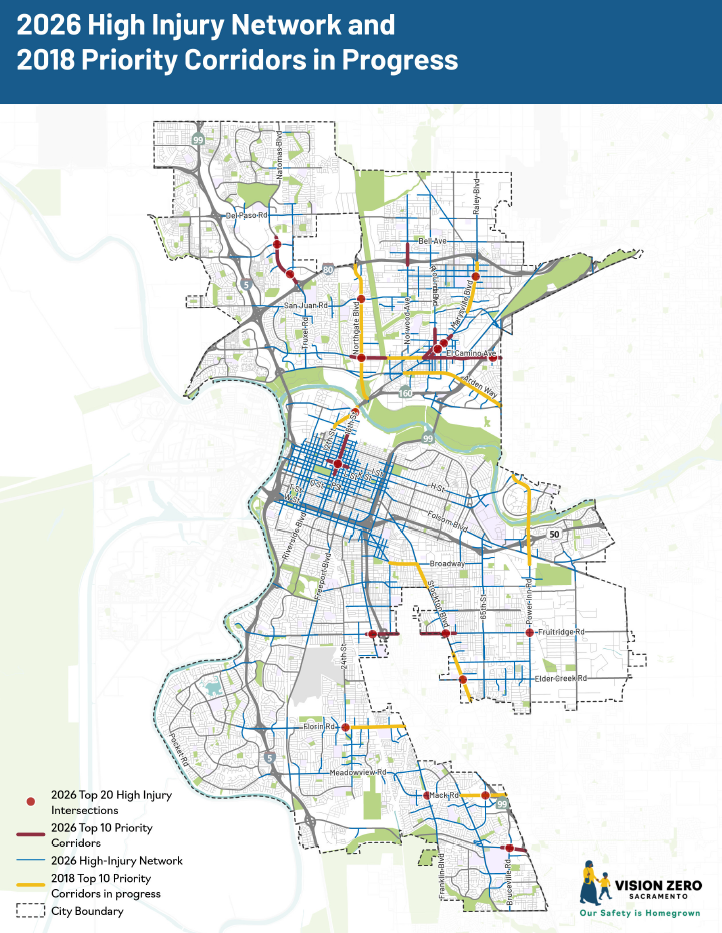 2026 High Injury Network and
2018 Priority Corridors in Progress
99
Natomas Blvd
Raley Blvd
Del Paso Rd
Bell Ave
80
5
San Juan Rd
Truxel Rd
Northgate Blvd
Norwood Ave
Marysville Blvd
El Camino Ave
Arden Way
160
99
12th St
16th St
H St
W St
Folsom Blvd
50
Riverside Blvd
Freeport Blvd
Broadway
Stockton Blvd
65th St
Power Inn Rd
Fruitridge Rd
24th St
Elder Creek Rd
Florin Rd
Pocket Rd
5
Meadowview Rd
Mack Rd
99
Franklin Blvd
Bruceville Rd
2026 Top 20 High Injury
Intersections
2026 Top 10 Priority
Corridors
2026 High-Injury Network
2018 Top 10 Priority
Corridors in progress
City Boundary
VISION ZERO
SACRAMENTO
Our Safety is Homegrown